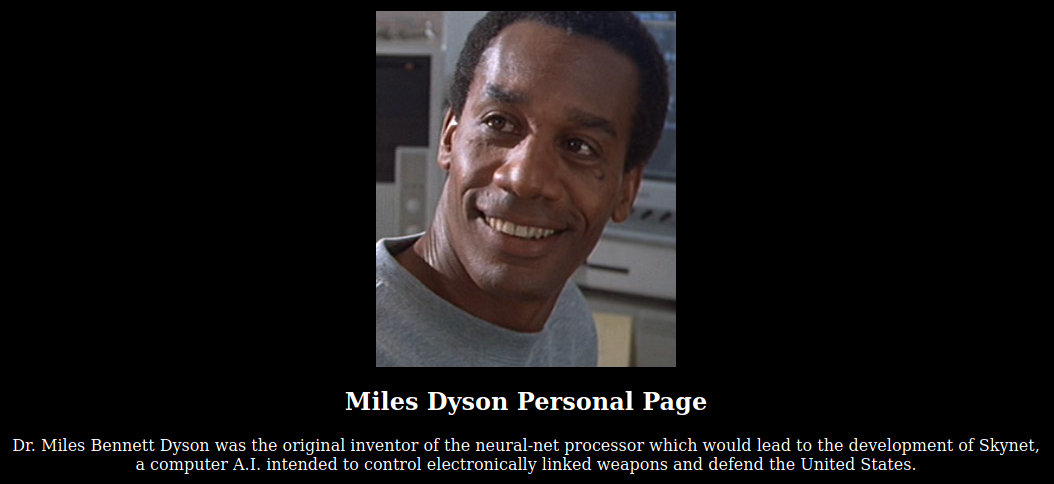 Miles Dyson Personal Page
Dr. Miles Bennett Dyson was the original inventor of the neural-net processor which would lead to the development of Skynet,
a computer A.I. intended to control electronically linked weapons and defend the United States.